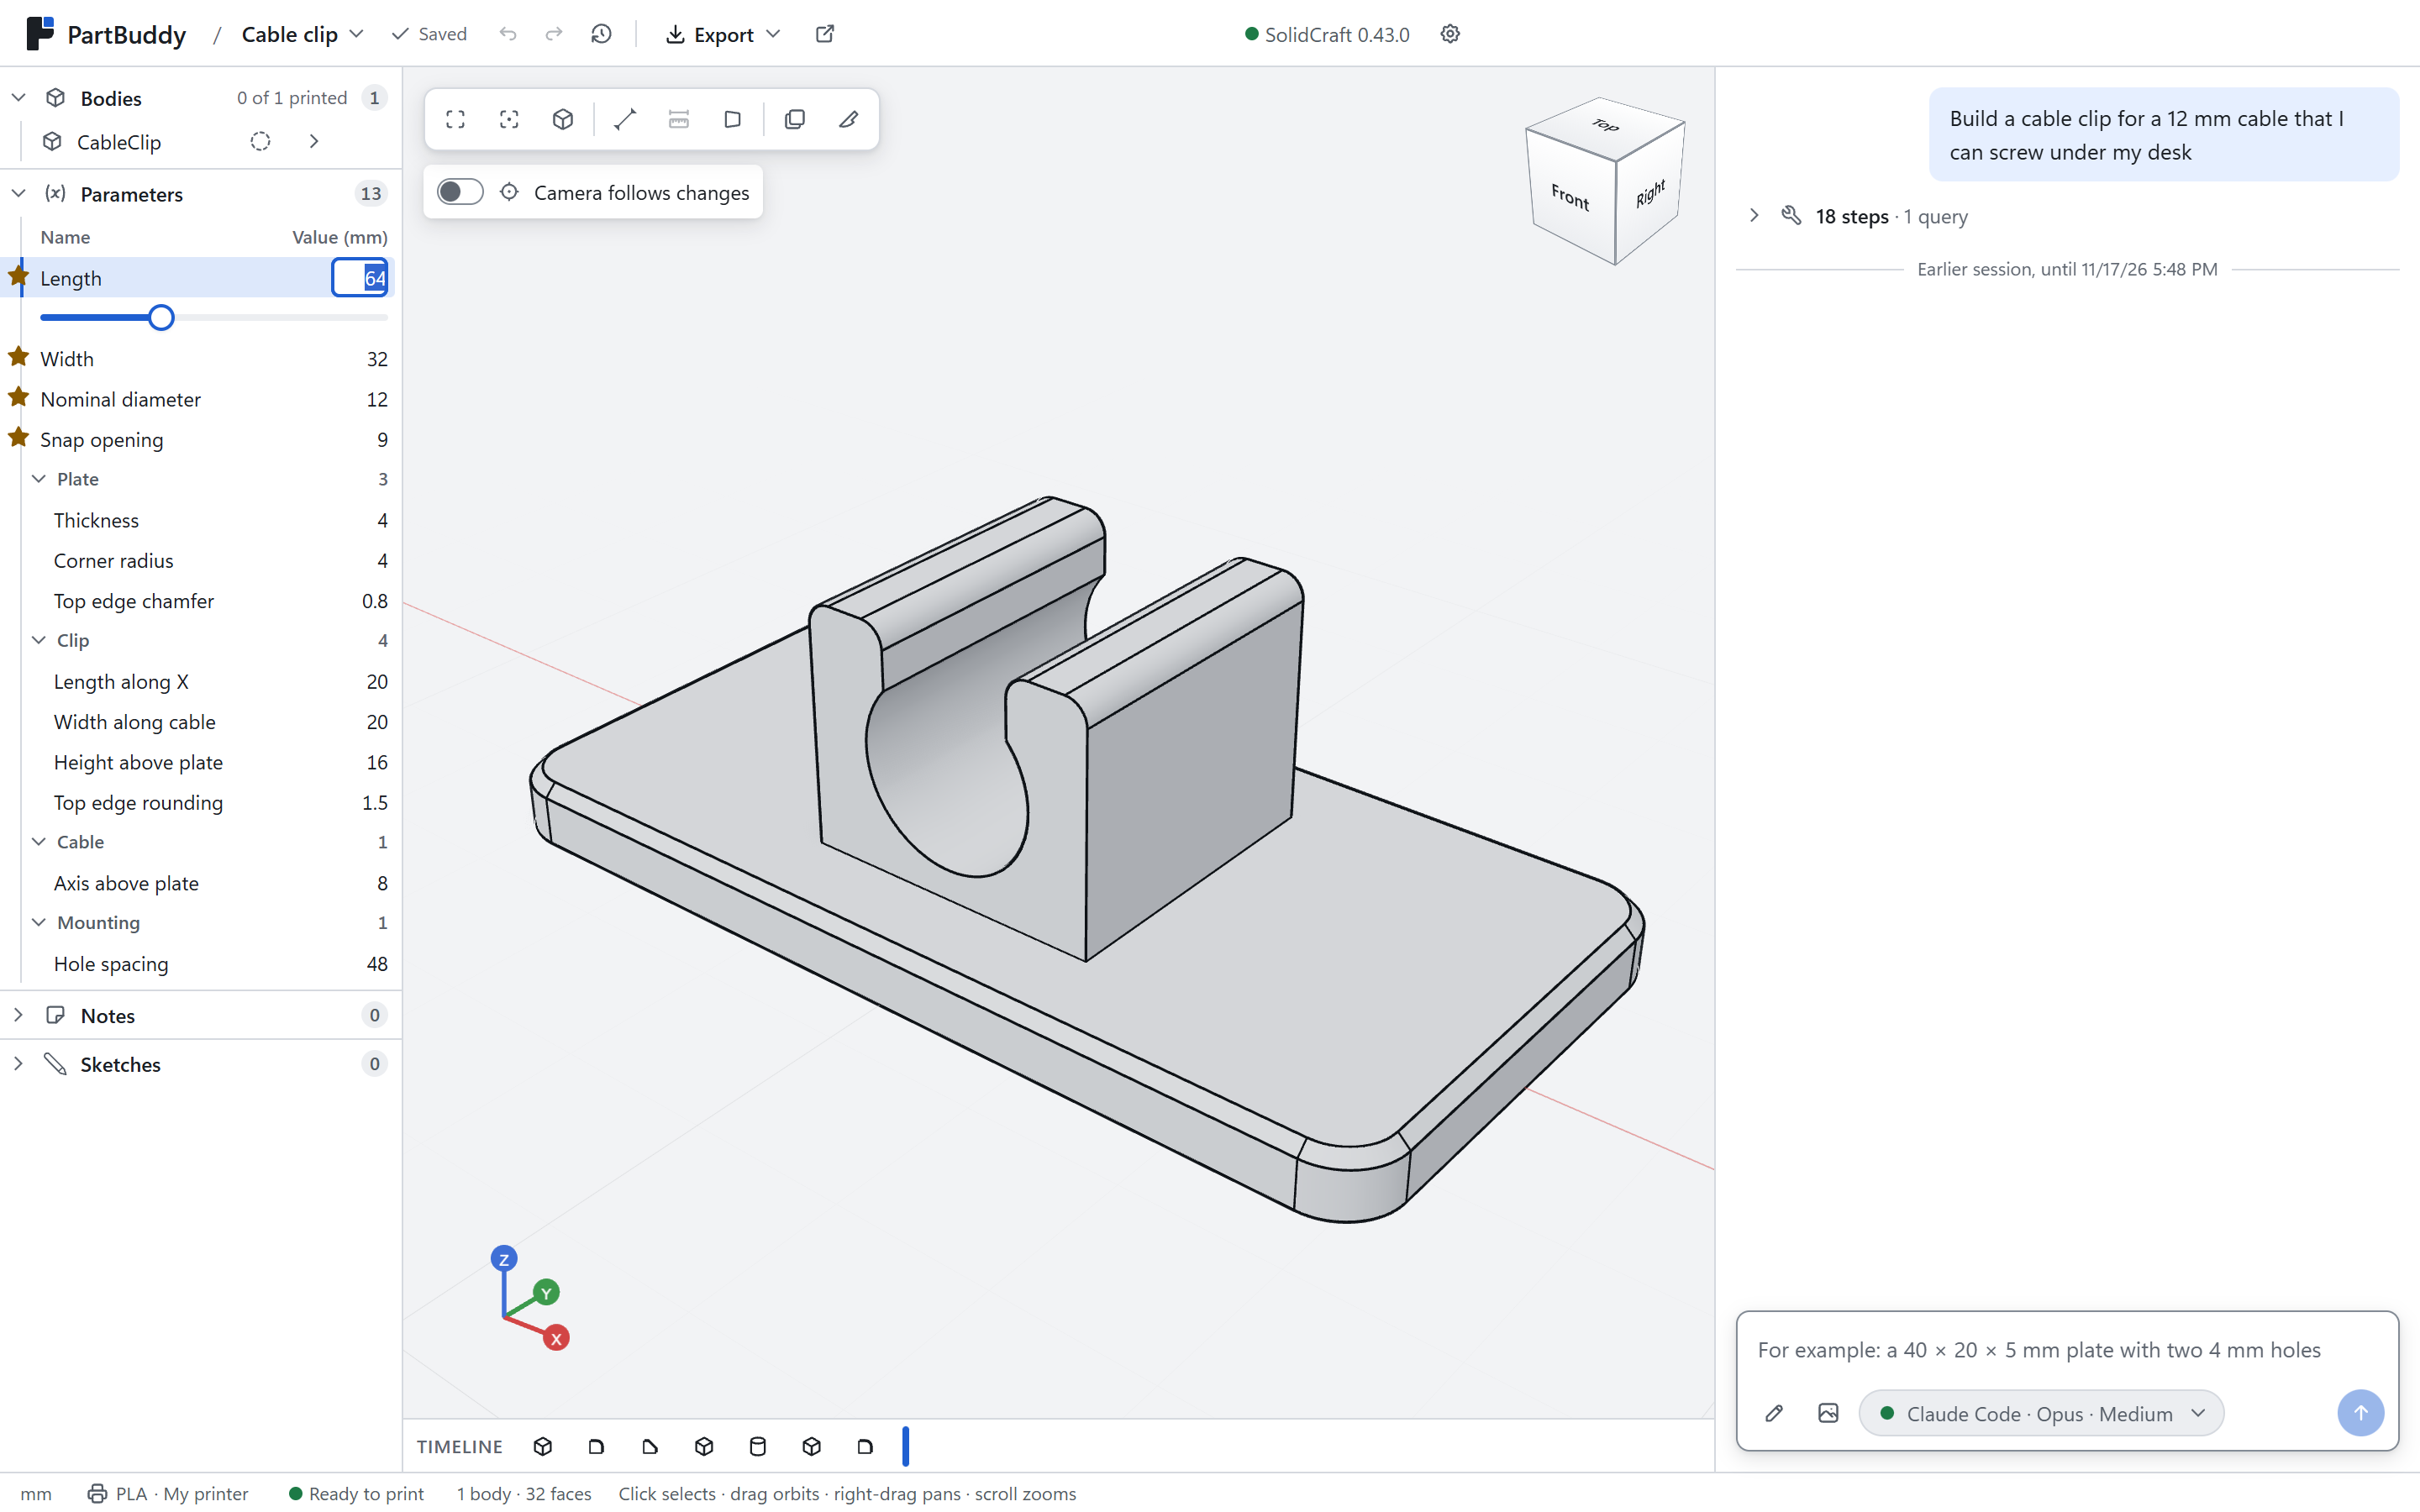 PartBuddy / Cable clip Saved Export SolidCraft 0.43.0
Bodies 0 of 1 printed 1
CableClip
Parameters 13
Name Value (mm)
Length 64
Width 32
Nominal diameter 12
Snap opening 9
Plate 3
Thickness 4
Corner radius 4
Top edge chamfer 0.8
Clip 4
Length along X 20
Width along cable 20
Height above plate 16
Top edge rounding 1.5
Cable 1
Axis above plate 8
Mounting 1
Hole spacing 48
Notes 0
Sketches 0
Camera follows changes
Top
Front
Right
Z
Y
X
TIMELINE
Build a cable clip for a 12 mm cable that I
can screw under my desk
18 steps · 1 query
Earlier session, until 11/17/26 5:48 PM
For example: a 40 × 20 × 5 mm plate with two 4 mm holes
Claude Code · Opus · Medium
mm PLA · My printer Ready to print 1 body · 32 faces Click selects · drag orbits · right-drag pans · scroll zooms